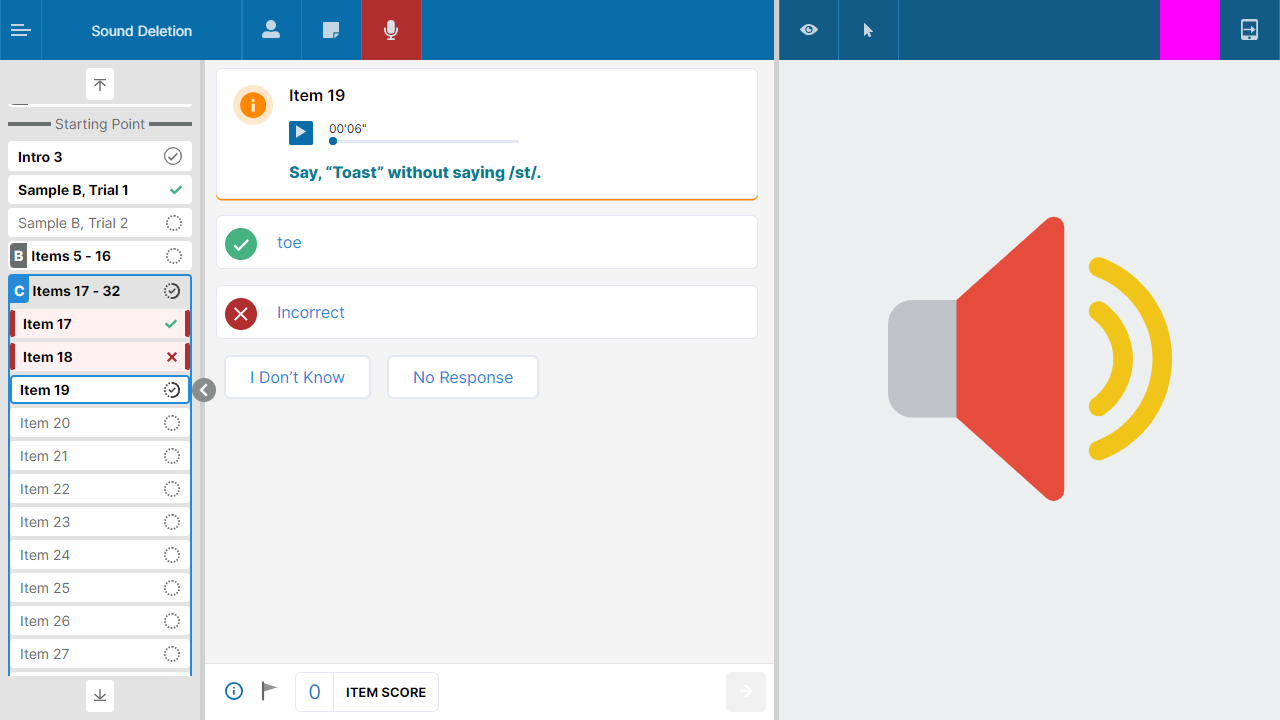 Sound Deletion
Starting Point
Intro 3
Sample B, Trial 1
Sample B, Trial 2
B Items 5 - 16
C Items 17 - 32
Item 17
Item 18
Item 19
Item 20
Item 21
Item 22
Item 23
Item 24
Item 25
Item 26
Item 27
Item 19
00'06"
Say, “Toast” without saying /st/.
toe
Incorrect
I Don’t Know
No Response
0 ITEM SCORE